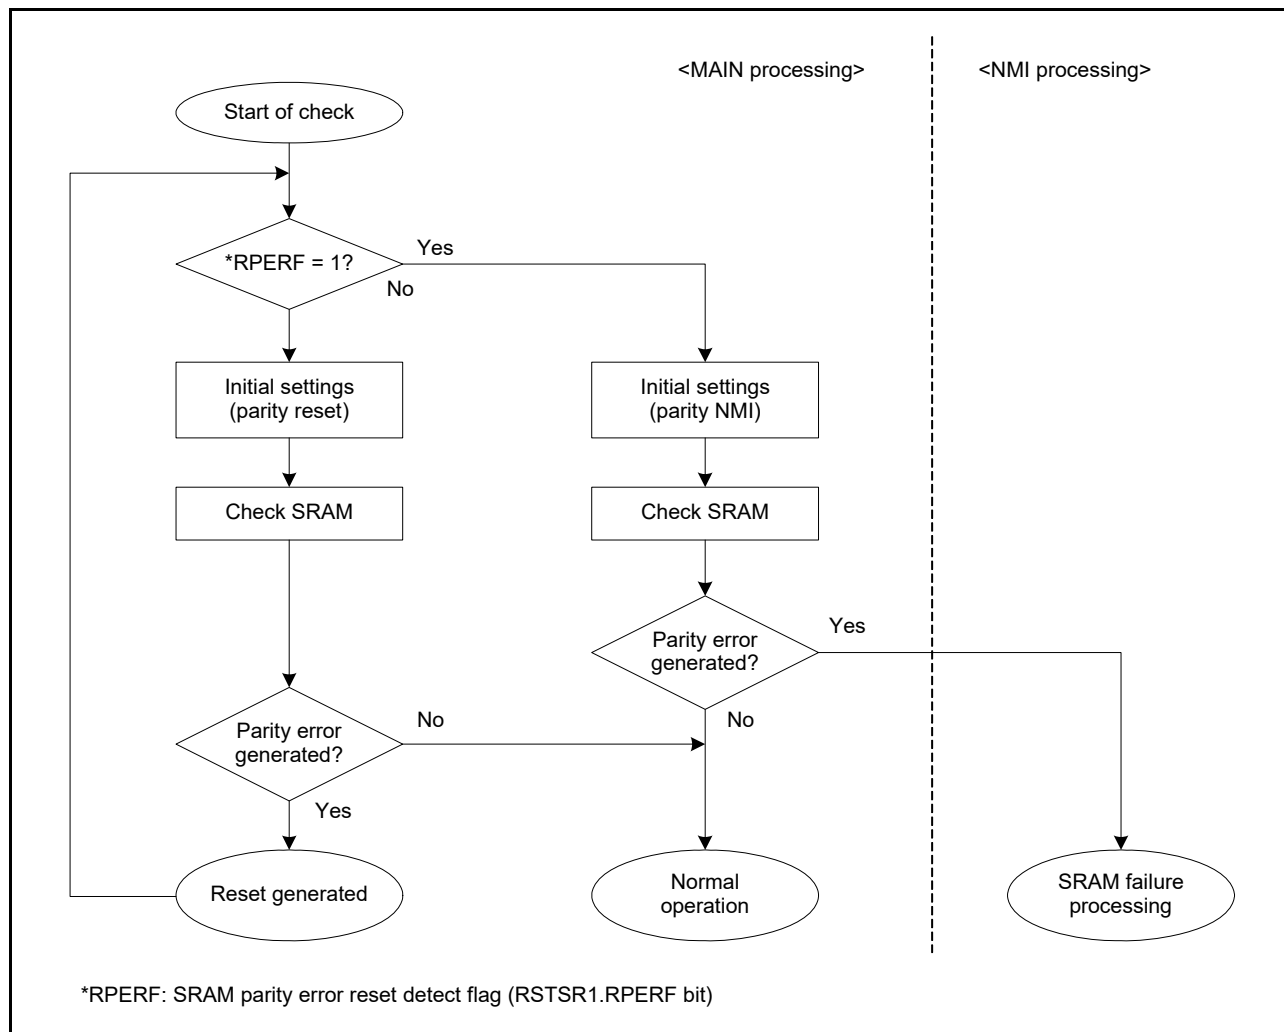 <MAIN processing>
<NMI processing>
Start of check
Yes
*RPERF = 1?
No
Initial settings
(parity reset)
Initial settings
(parity NMI)
Check SRAM
Check SRAM
Parity error
generated?
Yes
No
Parity error
generated?
No
Yes
Reset generated
Normal
operation
SRAM failure
processing
*RPERF: SRAM parity error reset detect flag (RSTSR1.RPERF bit)